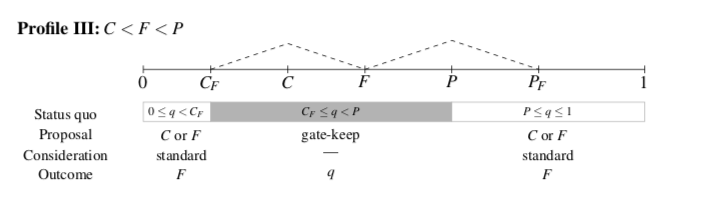 Profile III: C < F < P
0 C_F C F P P_F 1
Status quo 0 ≤ q < C_F C_F ≤ q < P P ≤ q ≤ 1
Proposal C or F gate-keep C or F
Consideration standard — standard
Outcome F q F